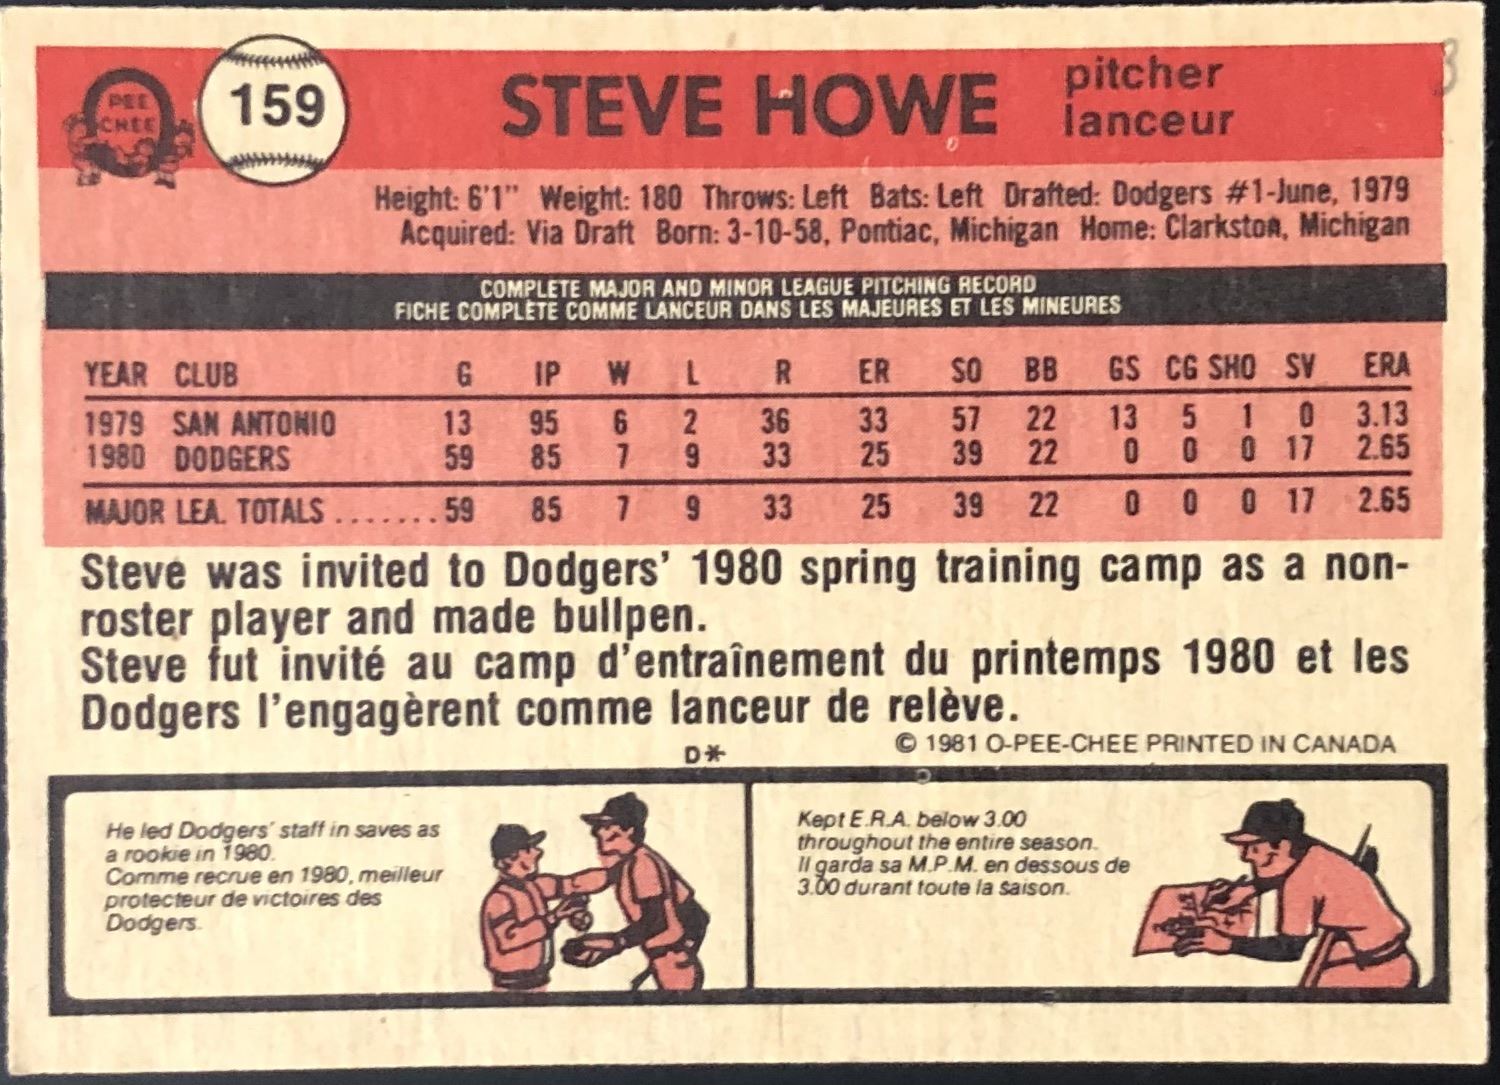 PEE
CHEE
159
STEVE HOWE
pitcher
lanceur
Height: 6'1" Weight: 180 Throws: Left Bats: Left Drafted: Dodgers #1-June, 1979
Acquired: Via Draft Born: 3-10-58, Pontiac, Michigan Home: Clarkston, Michigan
COMPLETE MAJOR AND MINOR LEAGUE PITCHING RECORD
FICHE COMPLÈTE COMME LANCEUR DANS LES MAJEURES ET LES MINEURES
YEAR CLUB G IP W L R ER SO BB GS CG SHO SV ERA
1979 SAN ANTONIO 13 95 6 2 36 33 57 22 13 5 1 0 3.13
1980 DODGERS 59 85 7 9 33 25 39 22 0 0 0 17 2.65
MAJOR LEA. TOTALS ....... 59 85 7 9 33 25 39 22 0 0 0 17 2.65
Steve was invited to Dodgers' 1980 spring training camp as a non-
roster player and made bullpen.
Steve fut invité au camp d'entraînement du printemps 1980 et les
Dodgers l'engagèrent comme lanceur de relève.
D*
© 1981 O-PEE-CHEE PRINTED IN CANADA
He led Dodgers' staff in saves as
a rookie in 1980.
Comme recrue en 1980, meilleur
protecteur de victoires des
Dodgers.
Kept E.R.A. below 3.00
throughout the entire season.
Il garda sa M.P.M. en dessous de
3.00 durant toute la saison.